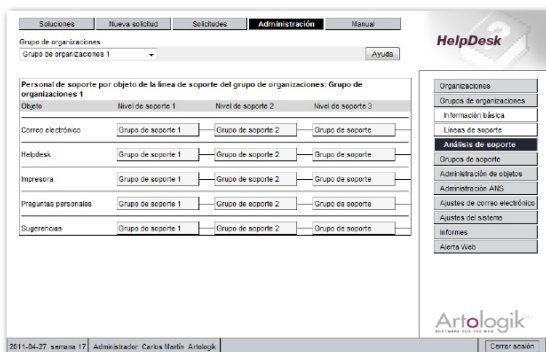 Soluciones Nueva solicitud Solicitudes Administración Manual
Grupo de organizaciones
Grupo de organizaciones 1 Ayuda
HelpDesk
Personal de soporte por objeto de la línea de soporte del grupo de organizaciones: Grupo de
organizaciones 1
Objeto Nivel de soporte 1 Nivel de soporte 2 Nivel de soporte 3
Correo electrónico Grupo de soporte 1 Grupo de soporte 2 Grupo de soporte
Helpdesk Grupo de soporte 1 Grupo de soporte 2 Grupo de soporte
Impresora Grupo de soporte 1 Grupo de soporte 2 Grupo de soporte
Preguntas personales Grupo de soporte 1 Grupo de soporte 2 Grupo de soporte
Sugerencias Grupo de soporte 1 Grupo de soporte 2 Grupo de soporte
Organizaciones
Grupos de organizaciones
Información básica
Líneas de soporte
Análisis de soporte
Grupos de soporte
Administración de objetos
Administración ANS
Ajustes de correo electrónico
Ajustes del sistema
Informes
Alerta Web
Artologik
SOFTWARE FOR THE WEB
2011-04-27 semana 17 Administrador: Carlos Martín Artologik Cerrar sesión